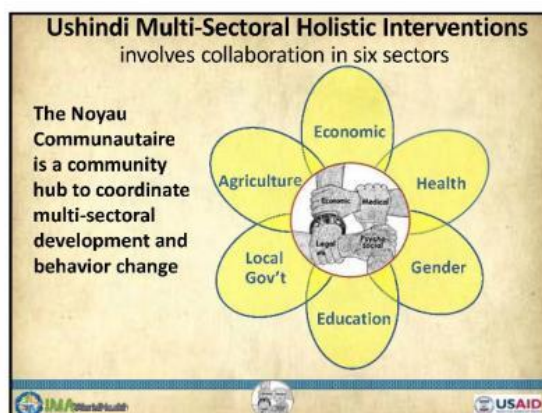 Ushindi Multi-Sectoral Holistic Interventions
involves collaboration in six sectors
The Noyau
Communautaire
is a community
hub to coordinate
multi-sectoral
development and
behavior change
Economic
Agriculture
Health
Economic
Medical
Legal
Psycho
social
Local
Gov't
Gender
Education
IMAWorldHealth
USAID